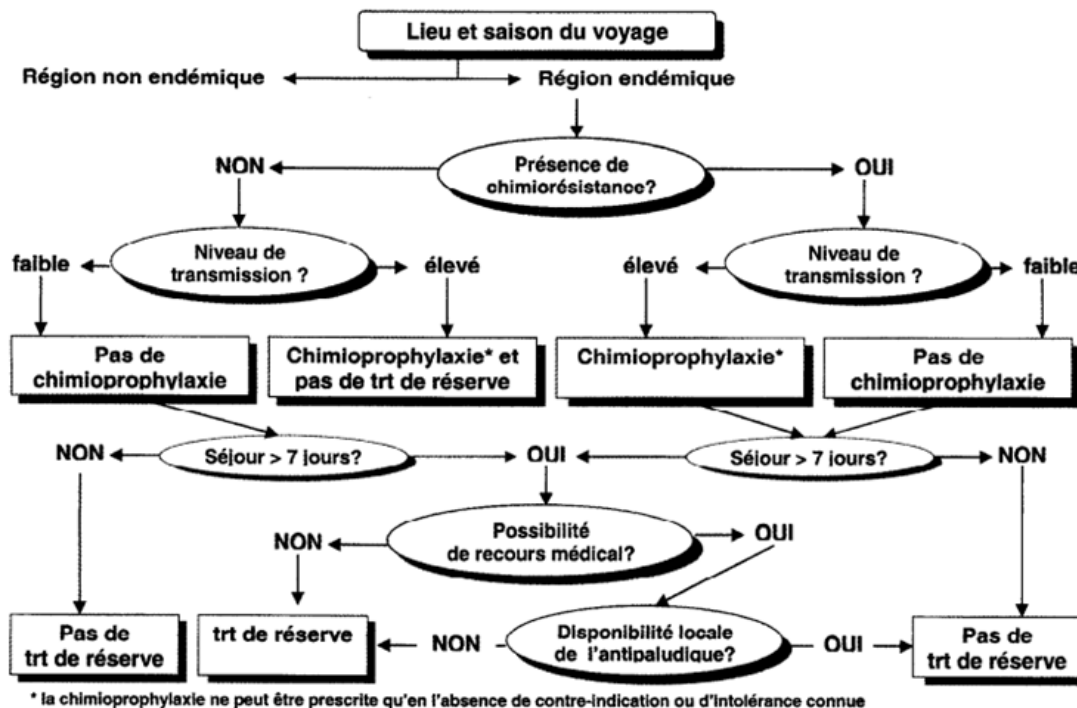 Lieu et saison du voyage
Région non endémique
Région endémique
NON
Présence de
chimiorésistance?
OUI
faible
Niveau de
transmission ?
élevé
élevé
Niveau de
transmission ?
faible
Pas de
chimioprophylaxie
Chimioprophylaxie* et
pas de trt de réserve
Chimioprophylaxie*
Pas de
chimioprophylaxie
NON
Séjour > 7 jours?
OUI
Séjour > 7 jours?
NON
NON
Possibilité
de recours médical?
OUI
Pas de
trt de réserve
trt de réserve
NON
Disponibilité locale
de l'antipaludique?
OUI
Pas de
trt de réserve
* la chimioprophylaxie ne peut être prescrite qu'en l'absence de contre-indication ou d'intolérance connue